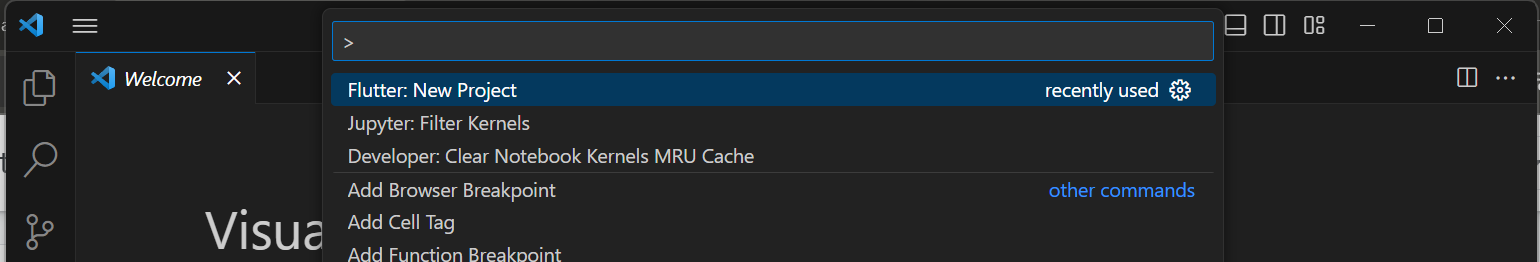 >
Welcome
Flutter: New Project recently used
Jupyter: Filter Kernels
Developer: Clear Notebook Kernels MRU Cache
Add Browser Breakpoint other commands
Add Cell Tag
Visua
Add Function Breakpoint